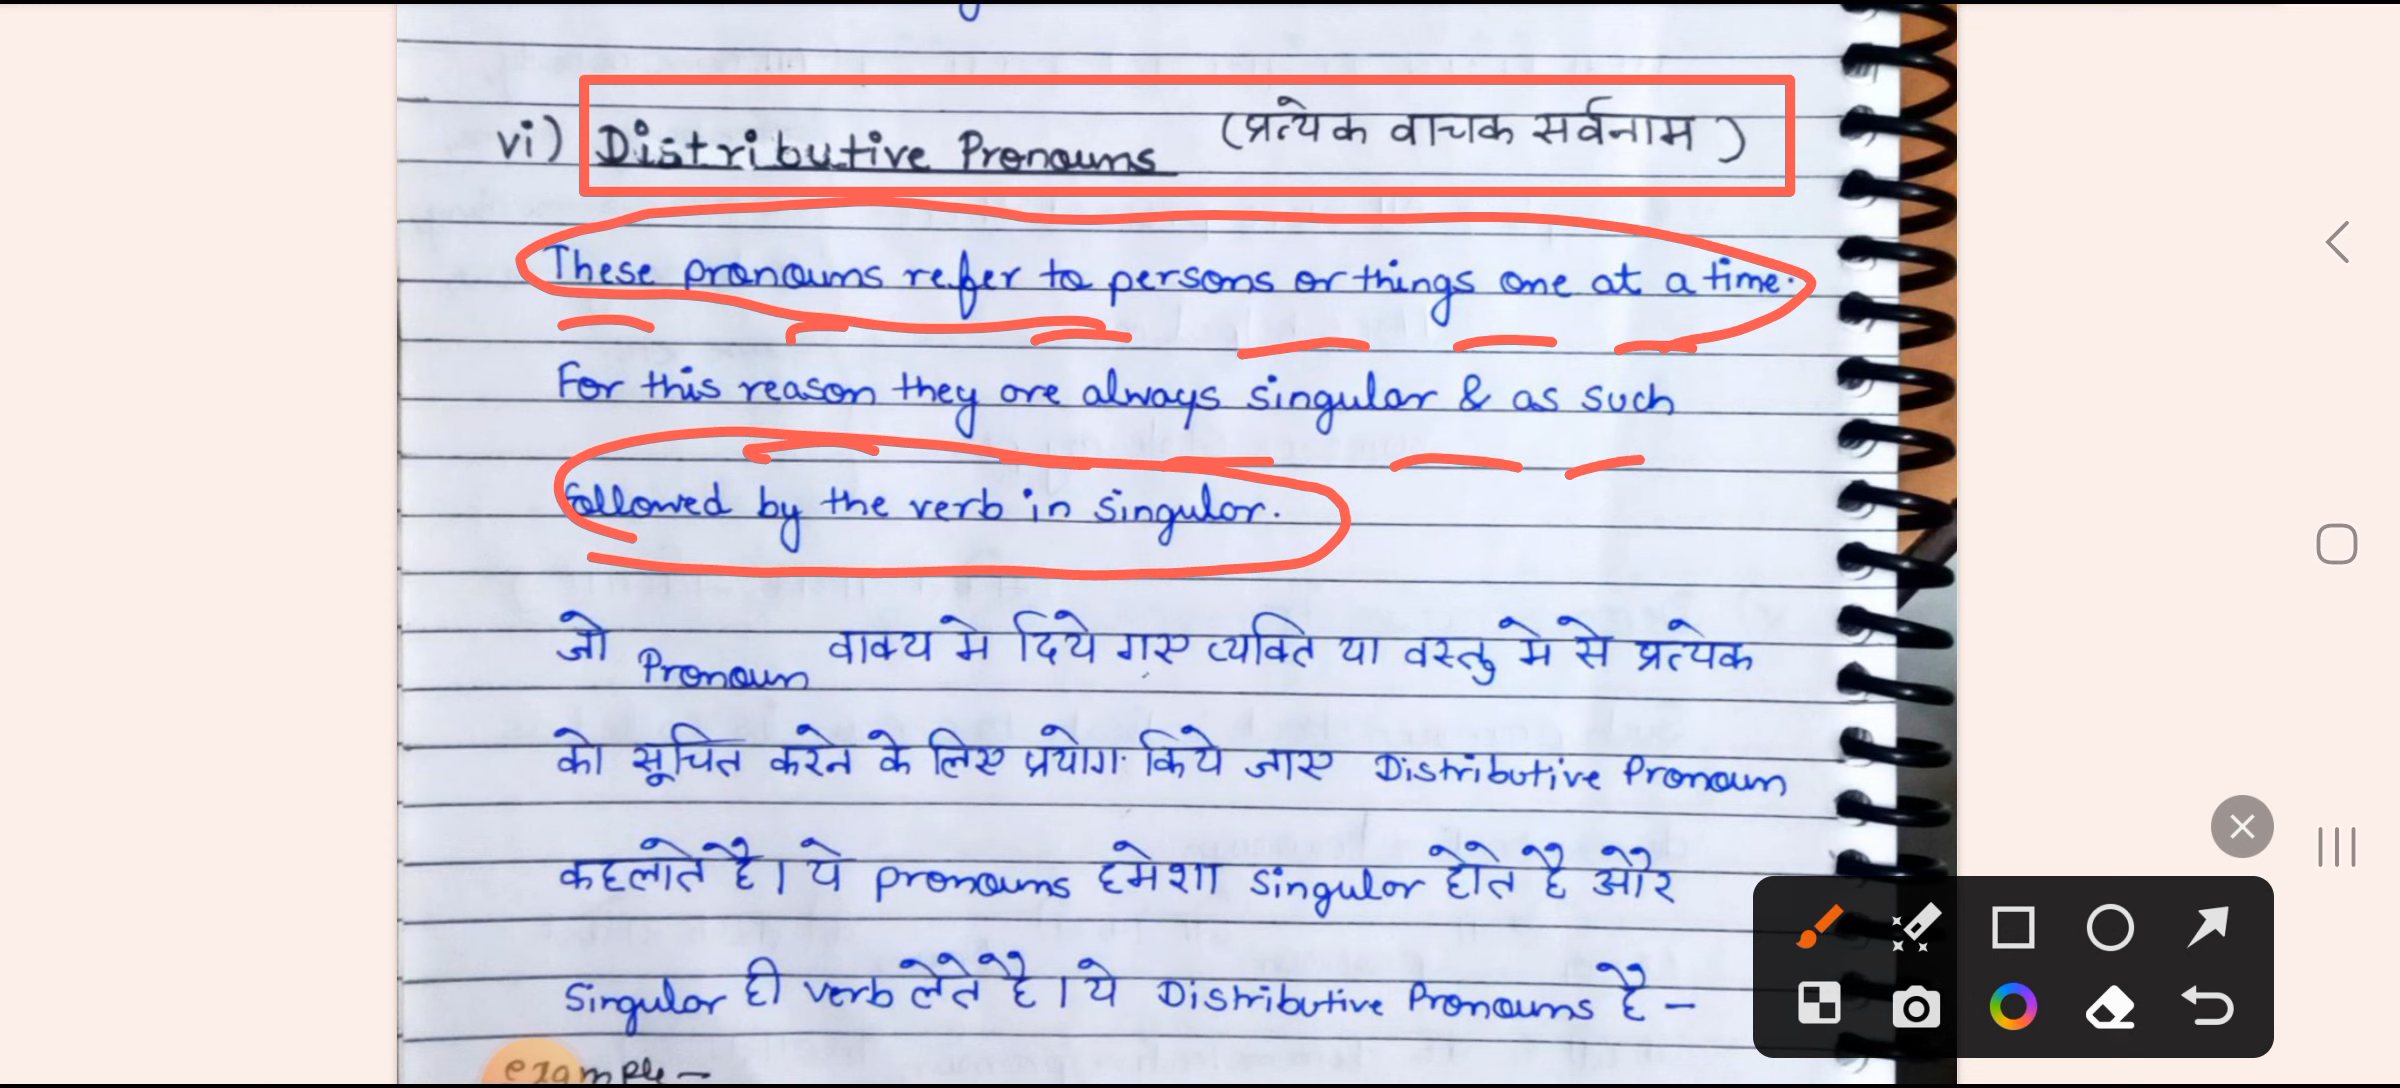 vi) Distributive Pronouns (प्रत्येक वाचक सर्वनाम)
These pronouns refer to persons or things one at a time.
For this reason they are always singular & as such
followed by the verb in singular.
जो Pronoun वाक्य मे दिये गए व्यक्ति या वस्तु मे से प्रत्येक
को सूचित करेन के लिए प्रयोग किये जाए Distributive Pronoun
कहलाेते है। ये pronouns हमेशा singular होते है और
Singular ही verb लेते है। ये Distributive Pronouns है –
example –